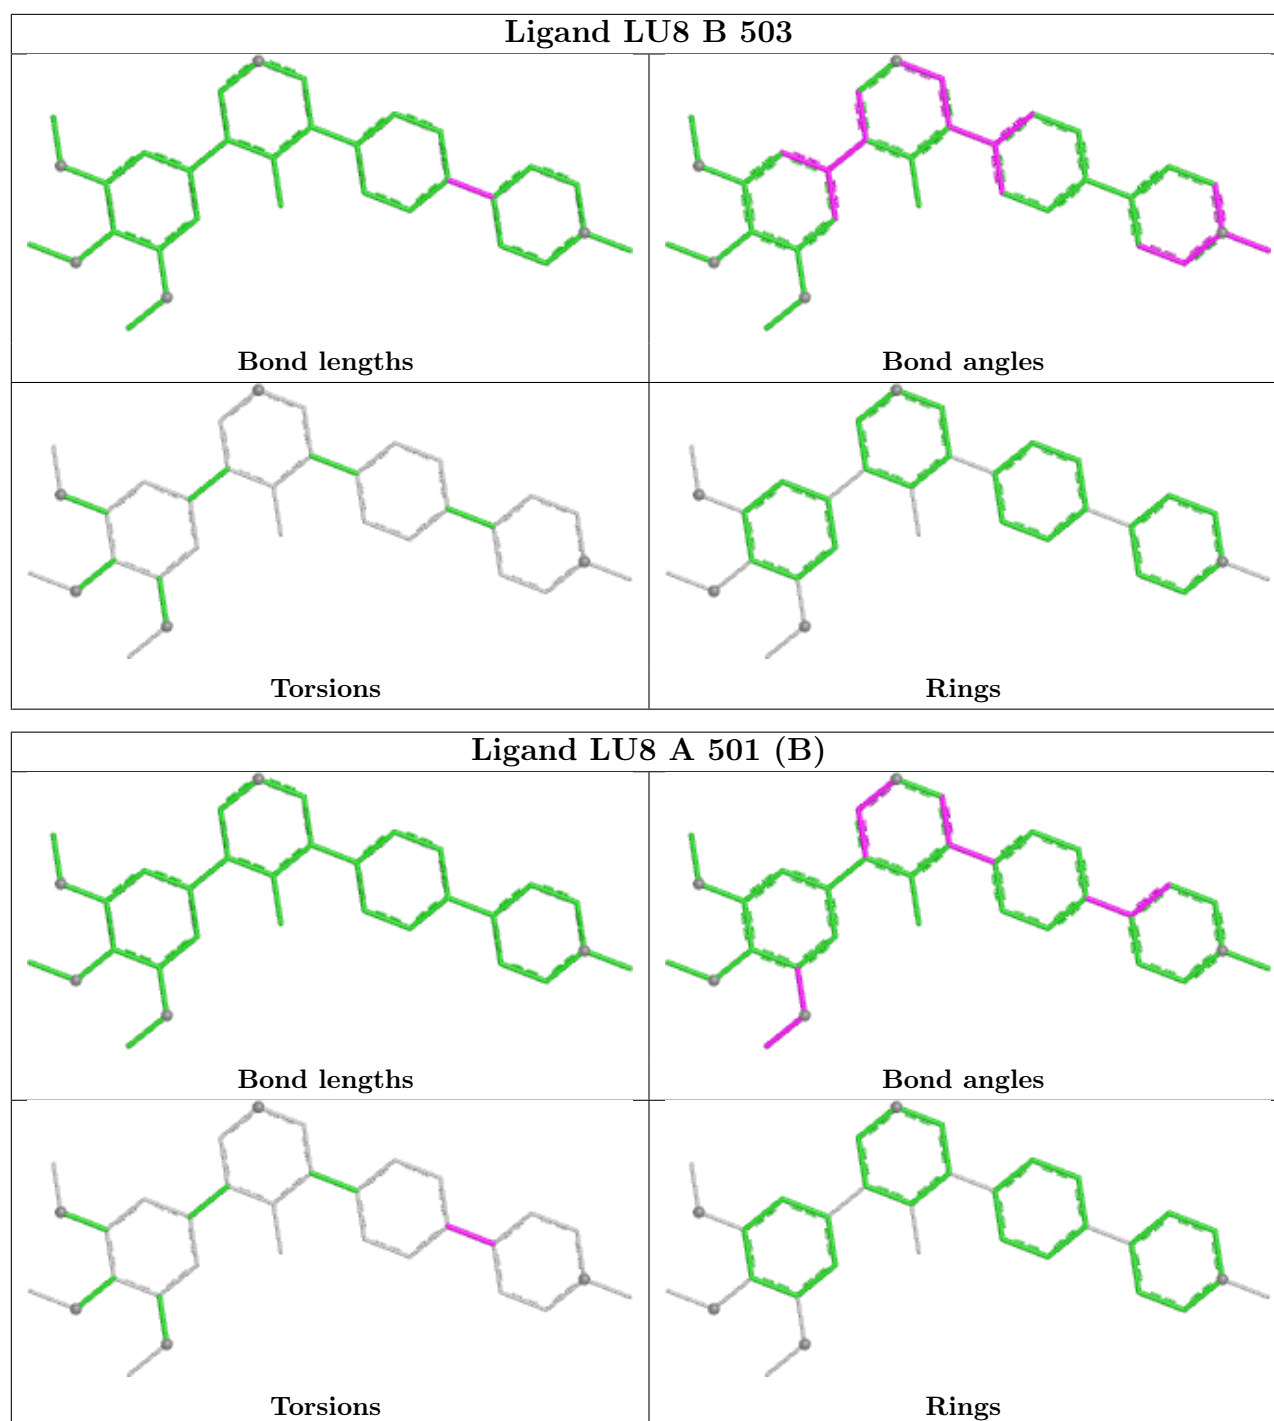 Ligand LU8 B 503
Bond lengths
Bond angles
Torsions
Rings
Ligand LU8 A 501 (B)
Bond lengths
Bond angles
Torsions
Rings